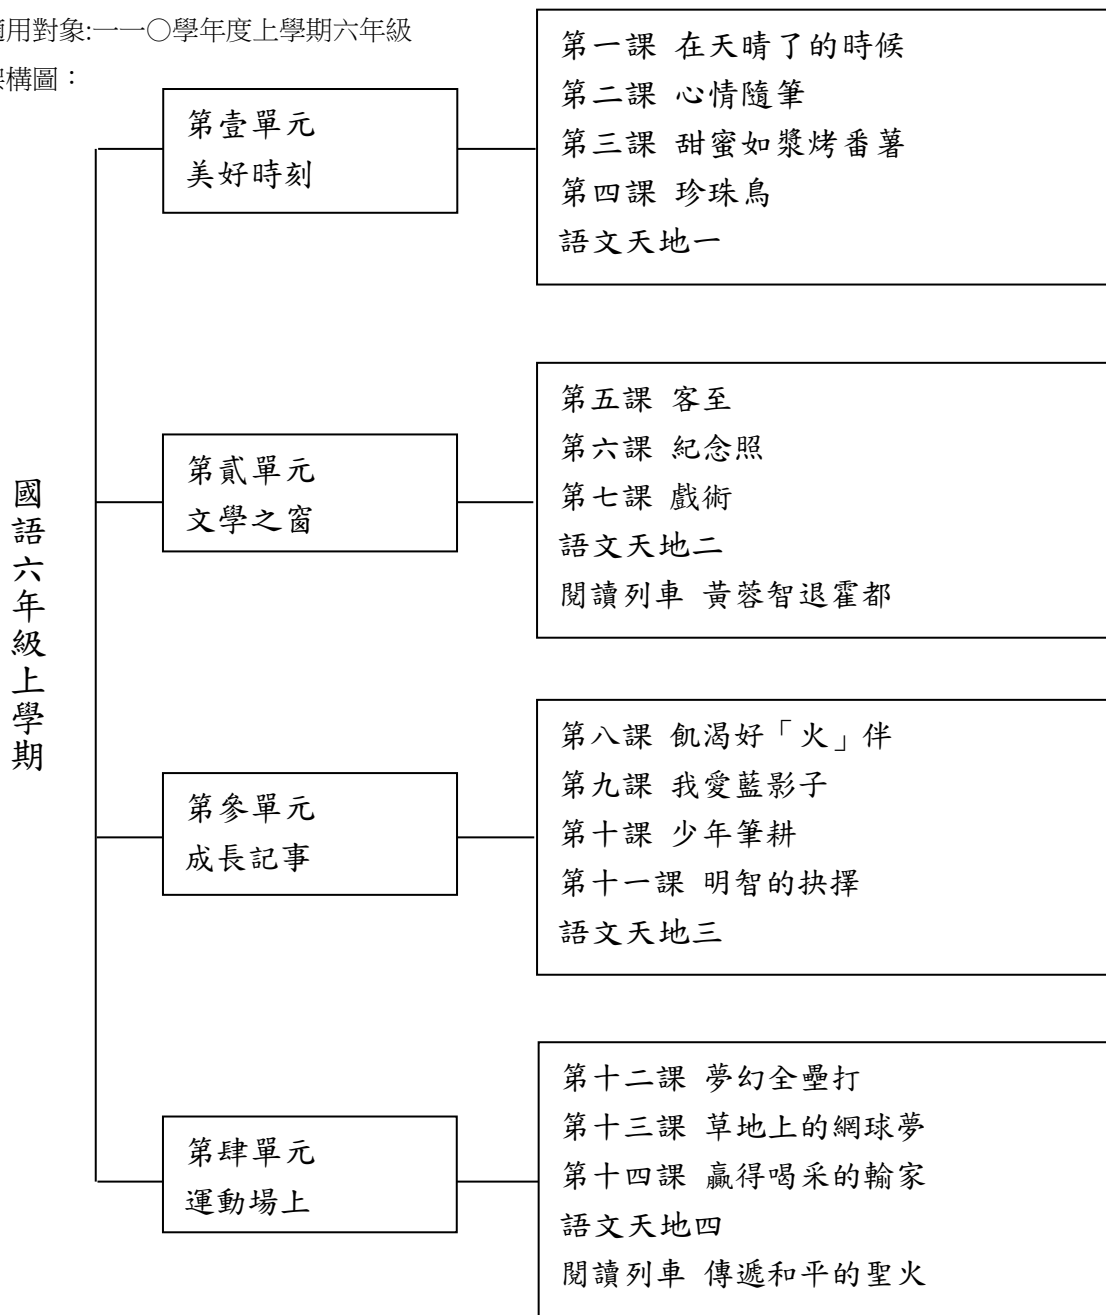 適用對象:一一○學年度上學期六年級
架構圖：
國語六年級上學期
第壹單元
美好時刻
第一課 在天晴了的時候
第二課 心情隨筆
第三課 甜蜜如漿烤番薯
第四課 珍珠鳥
語文天地一
第貳單元
文學之窗
第五課 客至
第六課 紀念照
第七課 戲術
語文天地二
閱讀列車 黃蓉智退霍都
第參單元
成長記事
第八課 飢渴好「火」伴
第九課 我愛藍影子
第十課 少年筆耕
第十一課 明智的抉擇
語文天地三
第肆單元
運動場上
第十二課 夢幻全壘打
第十三課 草地上的網球夢
第十四課 贏得喝采的輸家
語文天地四
閱讀列車 傳遞和平的聖火